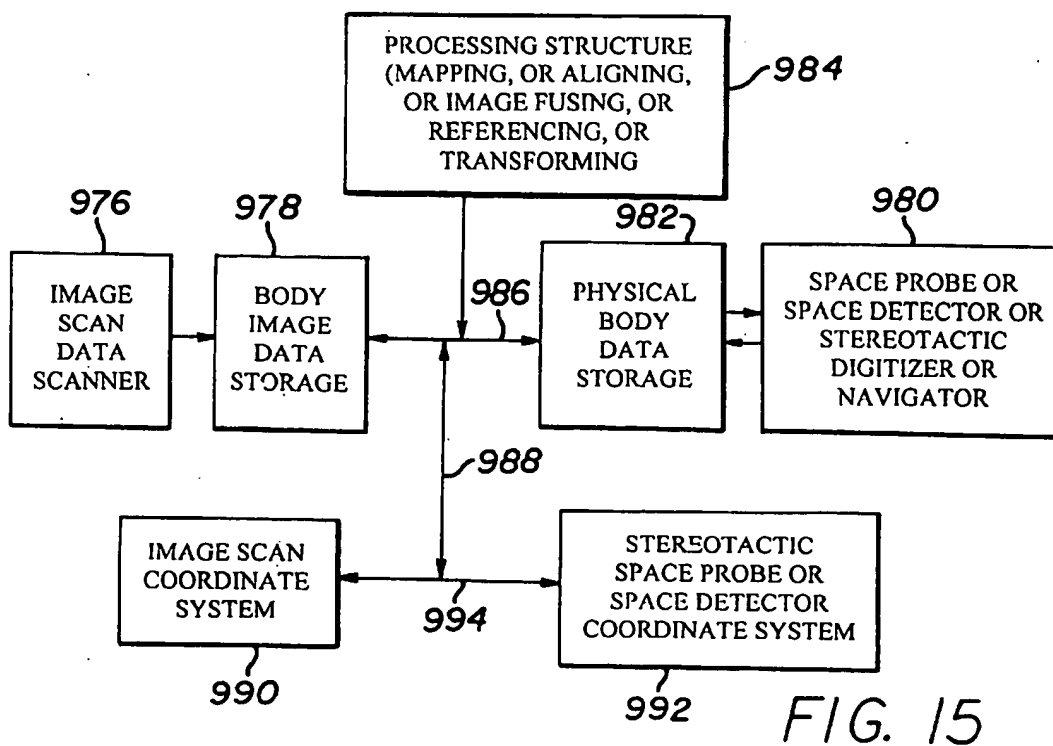 PROCESSING STRUCTURE
(MAPPING, OR ALIGNING,
OR IMAGE FUSING, OR
REFERENCING, OR
TRANSFORMING
984
976
978
982
980
IMAGE
SCAN
DATA
SCANNER
BODY
IMAGE
DATA
STORAGE
986
PHYSICAL
BODY
DATA
STORAGE
SPACE PROBE OR
SPACE DETECTOR OR
STEREOTACTIC
DIGITIZER OR
NAVIGATOR
988
IMAGE SCAN
COORDINATE
SYSTEM
994
STEREOTACTIC
SPACE PROBE OR
SPACE DETECTOR
COORDINATE SYSTEM
990
992
FIG. 15